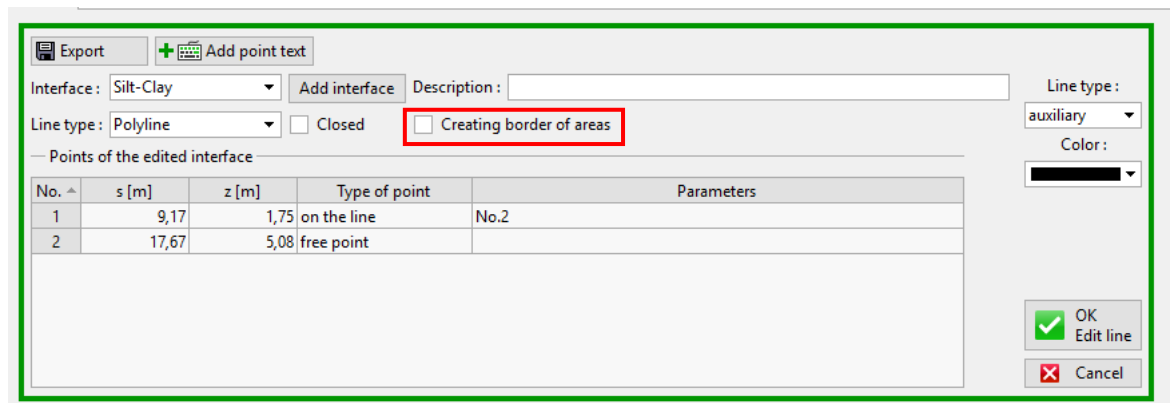 Export
Add point text
Interface : Silt-Clay Add interface Description :
Line type : Polyline Closed Creating border of areas
Points of the edited interface
No. s [m] z [m] Type of point Parameters
1 9,17 1,75 on the line No.2
2 17,67 5,08 free point
Line type :
auxiliary
Color :
OK
Edit line
Cancel